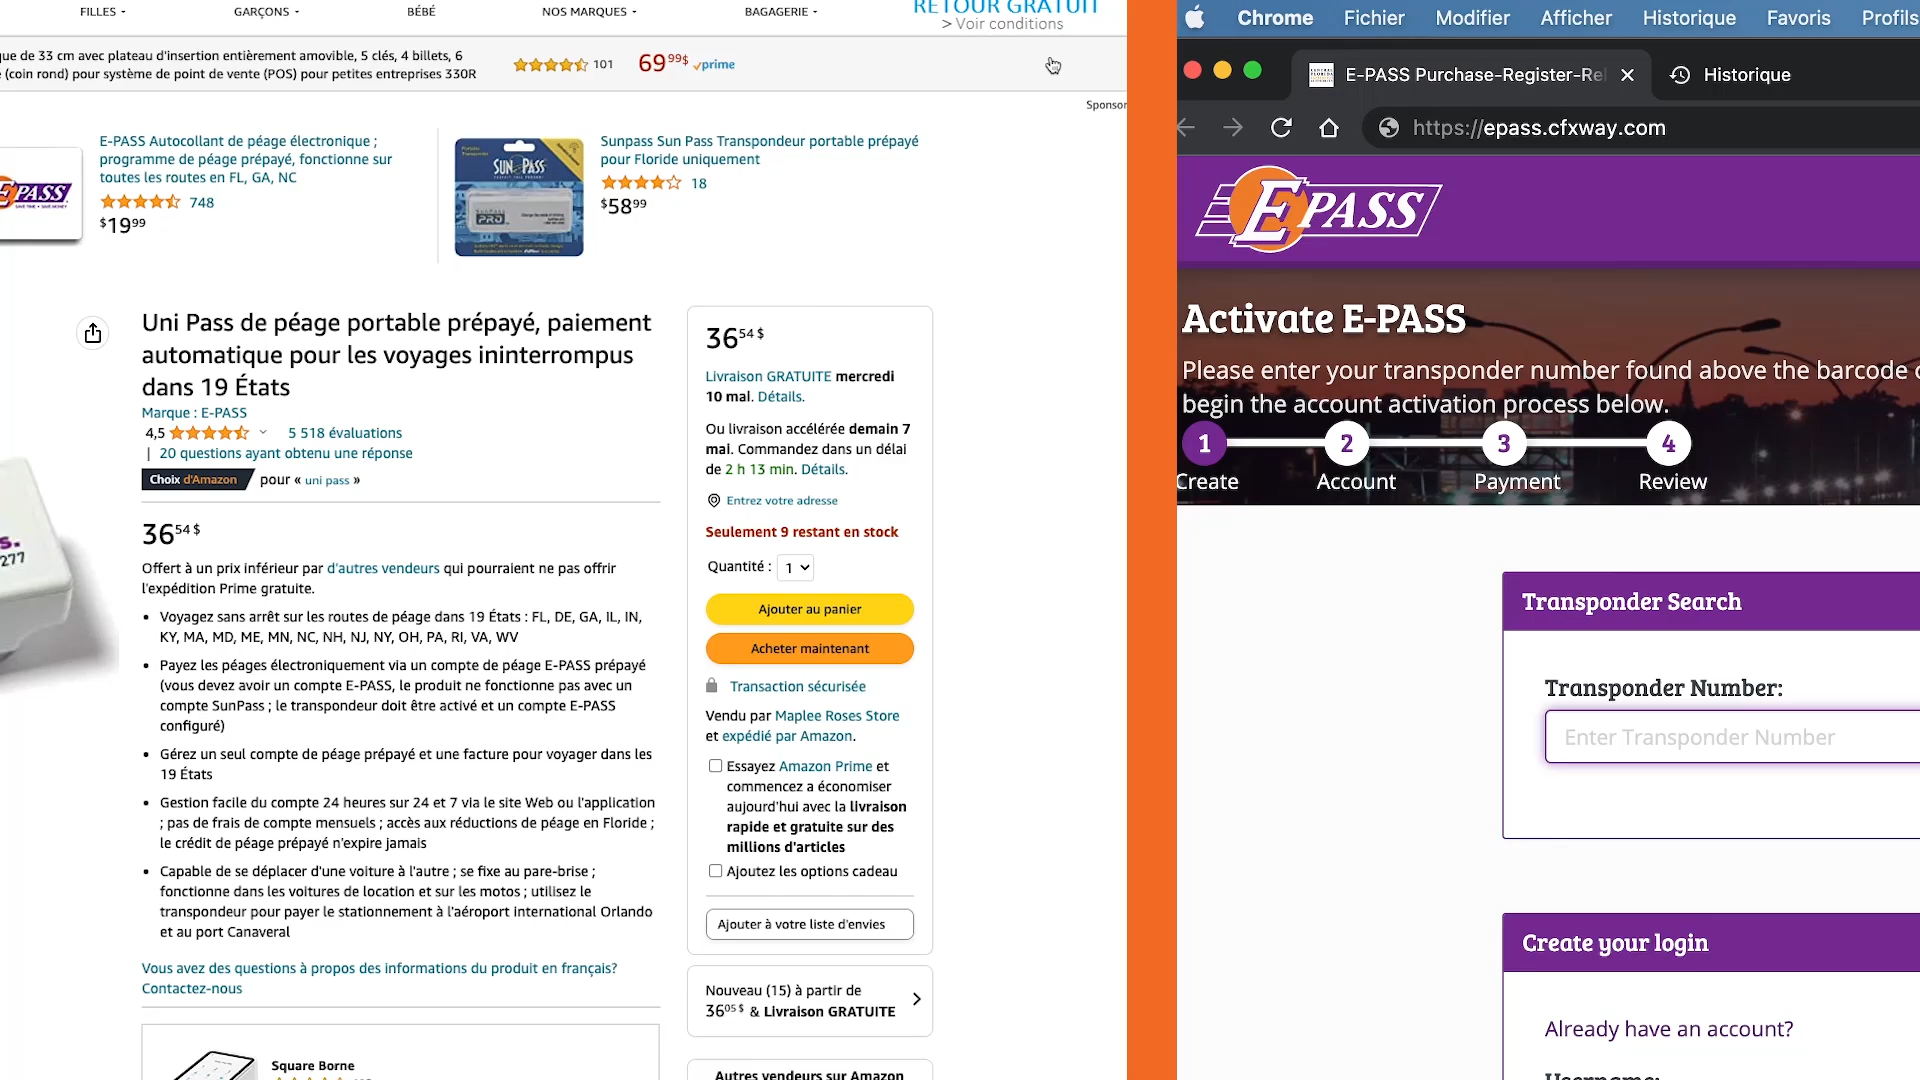 FILLES
GARÇONS
BÉBÉ
NOS MARQUES
BAGAGERIE
RETOUR GRATUIT
> Voir conditions
que de 33 cm avec plateau d'insertion entièrement amovible, 5 clés, 4 billets, 6
(coin rond) pour système de point de vente (POS) pour petites entreprises 330R
101
69 99$ prime
Sponsor
E-PASS Autocollant de péage électronique ;
programme de péage prépayé, fonctionne sur
toutes les routes en FL, GA, NC
748
$19 99
EPASS
SAVE TIME • SAVE MONEY
SUNPASS
PRO
Sunpass Sun Pass Transpondeur portable prépayé
pour Floride uniquement
18
$58 99
Uni Pass de péage portable prépayé, paiement
automatique pour les voyages ininterrompus
dans 19 États
Marque : E-PASS
4,5
5 518 évaluations
| 20 questions ayant obtenu une réponse
Choix d'Amazon pour « uni pass »
36 54 $
Offert à un prix inférieur par d'autres vendeurs qui pourraient ne pas offrir
l'expédition Prime gratuite.
• Voyagez sans arrêt sur les routes de péage dans 19 États : FL, DE, GA, IL, IN,
KY, MA, MD, ME, MN, NC, NH, NJ, NY, OH, PA, RI, VA, WV
• Payez les péages électroniquement via un compte de péage E-PASS prépayé
(vous devez avoir un compte E-PASS, le produit ne fonctionne pas avec un
compte SunPass ; le transpondeur doit être activé et un compte E-PASS
configuré)
• Gérez un seul compte de péage prépayé et une facture pour voyager dans les
19 États
• Gestion facile du compte 24 heures sur 24 et 7 via le site Web ou l'application
; pas de frais de compte mensuels ; accès aux réductions de péage en Floride ;
le crédit de péage prépayé n'expire jamais
• Capable de se déplacer d'une voiture à l'autre ; se fixe au pare-brise ;
fonctionne dans les voitures de location et sur les motos ; utilisez le
transpondeur pour payer le stationnement à l'aéroport international Orlando
et au port Canaveral
Vous avez des questions à propos des informations du produit en français?
Contactez-nous
Square Borne
s.
277
36 54 $
Livraison GRATUITE mercredi
10 mai. Détails.
Ou livraison accélérée demain 7
mai. Commandez dans un délai
de 2 h 13 min. Détails.
Entrez votre adresse
Seulement 9 restant en stock
Quantité : 1
Ajouter au panier
Acheter maintenant
Transaction sécurisée
Vendu par Maplee Roses Store
et expédié par Amazon.
Essayez Amazon Prime et
commencez a économiser
aujourd'hui avec la livraison
rapide et gratuite sur des
millions d'articles
Ajoutez les options cadeau
Ajouter à votre liste d'envies
Nouveau (15) à partir de
36 05 $ & Livraison GRATUITE
Autres vendeurs sur Amazon
Chrome Fichier Modifier Afficher Historique Favoris Profils
E-PASS Purchase-Register-Re
Historique
https://epass.cfxway.com
EPASS
Activate E-PASS
Please enter your transponder number found above the barcode
begin the account activation process below.
1 2 3 4
Create Account Payment Review
Transponder Search
Transponder Number:
Enter Transponder Number
Create your login
Already have an account?
Username: